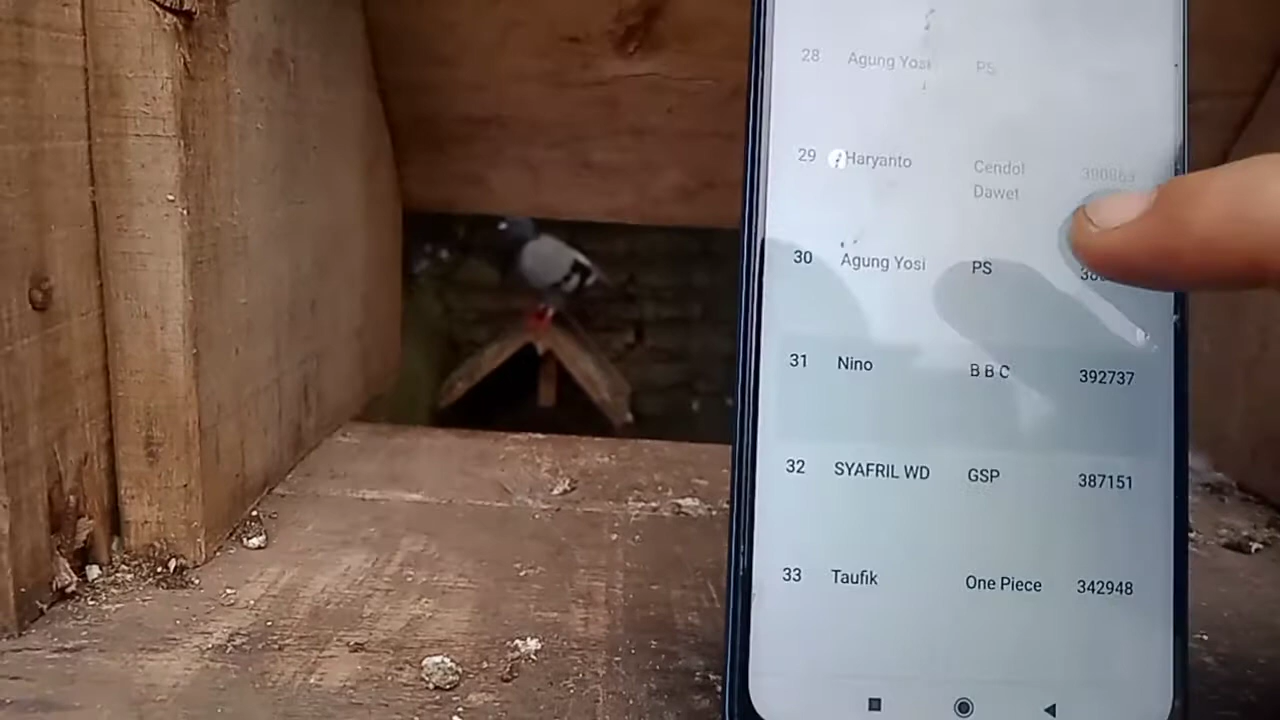 28 Agung Yosi PS
29 Haryanto Cendol 390863
Dawet
30 Agung Yosi PS
31 Nino B B C 392737
32 SYAFRIL WD GSP 387151
33 Taufik One Piece 342948